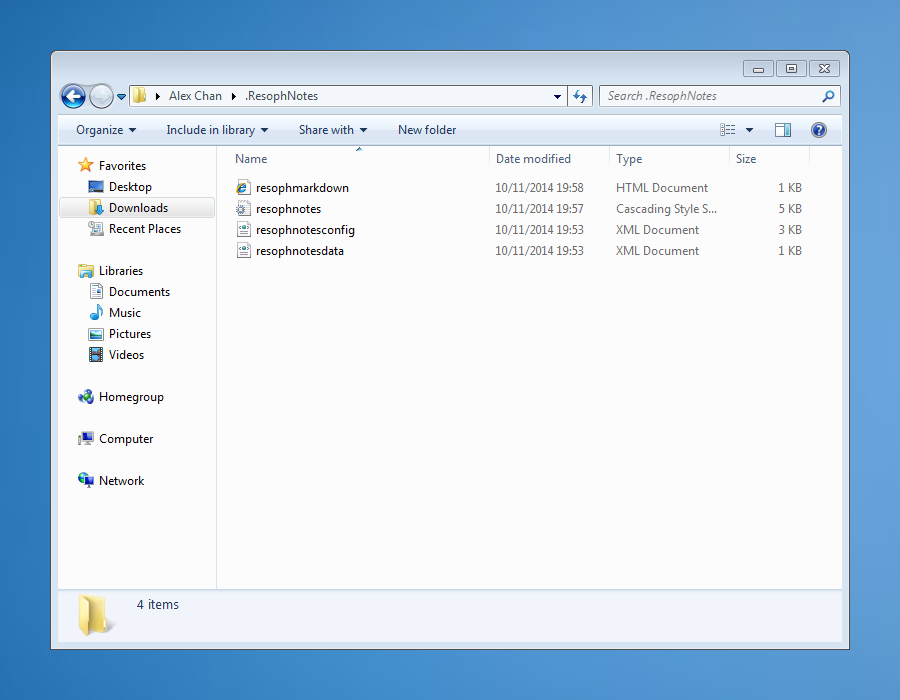 Alex Chan .ResophNotes Search .ResophNotes
Organize Include in library Share with New folder
Name Date modified Type Size
Favorites
Desktop
Downloads
Recent Places
Libraries
Documents
Music
Pictures
Videos
Homegroup
Computer
Network
resophmarkdown 10/11/2014 19:58 HTML Document 1 KB
resophnotes 10/11/2014 19:57 Cascading Style S... 5 KB
resophnotesconfig 10/11/2014 19:53 XML Document 3 KB
resophnotesdata 10/11/2014 19:53 XML Document 1 KB
4 items